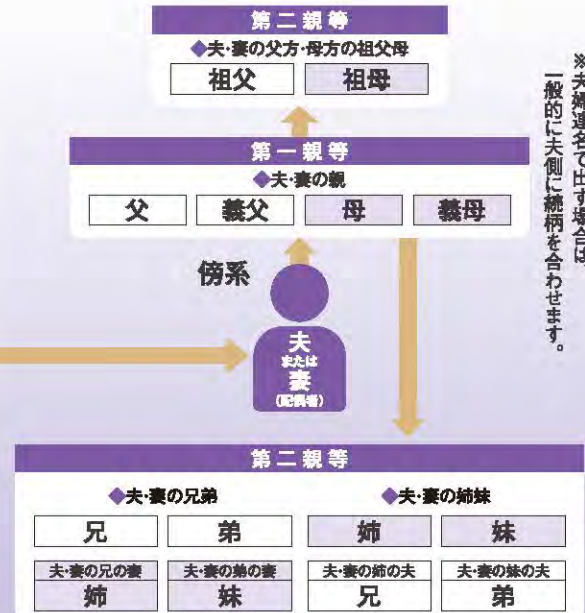 第二親等
◆夫・妻の父方・母方の祖父母
祖父 祖母
※夫婦連名で出す場合は
一般的に夫側に続柄を合わせます。
第一親等
◆夫・妻の親
父 義父 母 義母
傍系
夫
または
妻
(配偶者)
第二親等
◆夫・妻の兄弟 ◆夫・妻の姉妹
兄 弟 姉 妹
夫・妻の兄の妻 夫・妻の弟の妻 夫・妻の姉の夫 夫・妻の妹の夫
姉 妹 兄 弟